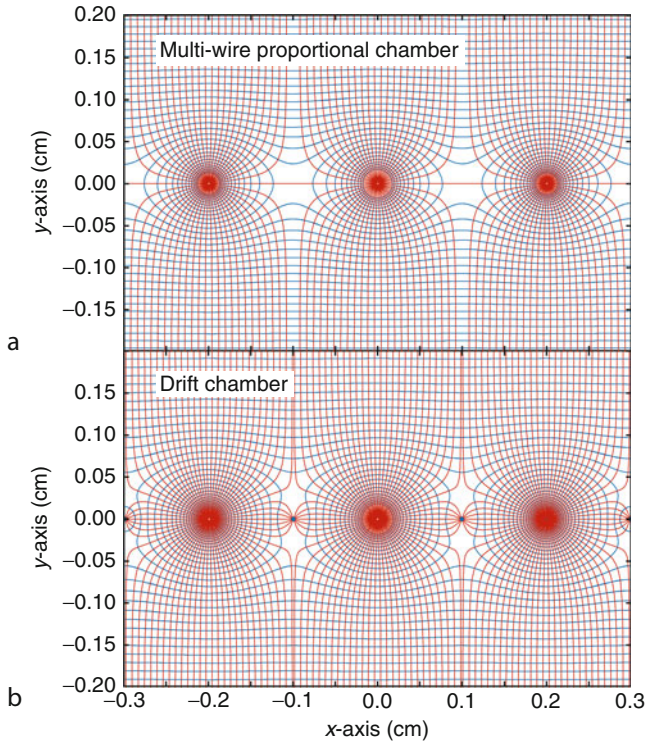 0.20
Multi-wire proportional chamber
0.15
0.10
0.05
0.00
−0.05
−0.10
−0.15
y-axis (cm)
a
0.15
Drift chamber
0.10
0.05
0.00
−0.05
−0.10
−0.15
−0.20
y-axis (cm)
b
−0.3 −0.2 −0.1 0.0 0.1 0.2 0.3
x-axis (cm)